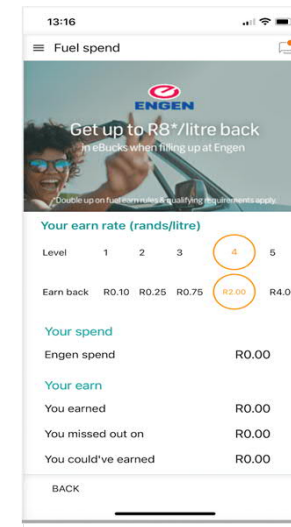 13:16
Fuel spend
ENGEN
Get up to R8*/litre back
in eBucks when filling up at Engen
*Double up on fuel earn rules & qualifying requirements apply.
Your earn rate (rands/litre)
Level 1 2 3 4 5
Earn back R0.10 R0.25 R0.75 R2.00 R4.0
Your spend
Engen spend R0.00
Your earn
You earned R0.00
You missed out on R0.00
You could've earned R0.00
BACK